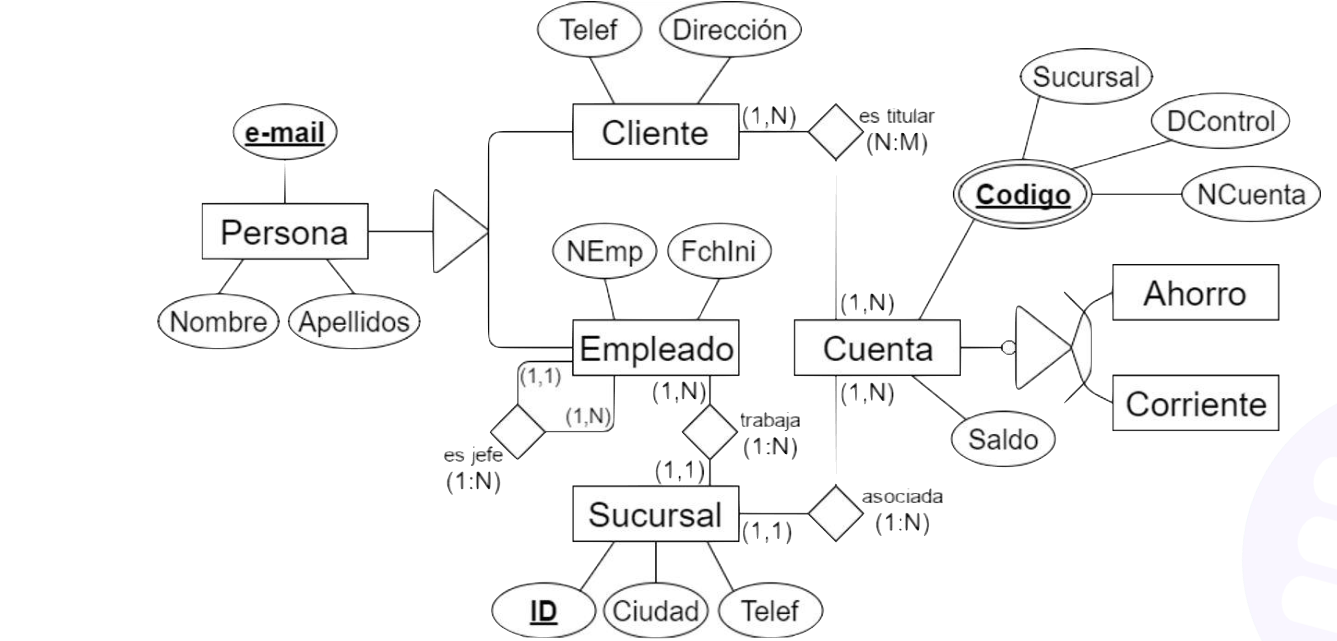 Telef
Dirección
Sucursal
e-mail
Cliente
(1,N)
es titular
(N:M)
DControl
Codigo
NCuenta
Persona
NEmp
FchIni
Nombre
Apellidos
(1,N)
Ahorro
Empleado
Cuenta
(1,1)
(1,N)
(1,N)
(1,N)
trabaja
(1:N)
Corriente
Saldo
es jefe
(1:N)
(1,1)
Sucursal
(1,1)
asociada
(1:N)
ID
Ciudad
Telef